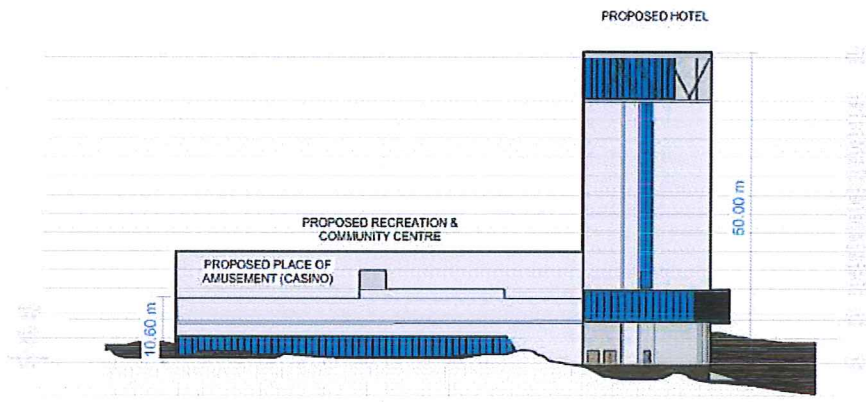 PROPOSED HOTEL
PROPOSED RECREATION &
COMMUNITY CENTRE
PROPOSED PLACE OF
AMUSEMENT (CASINO)
50.00 m
10.60 m